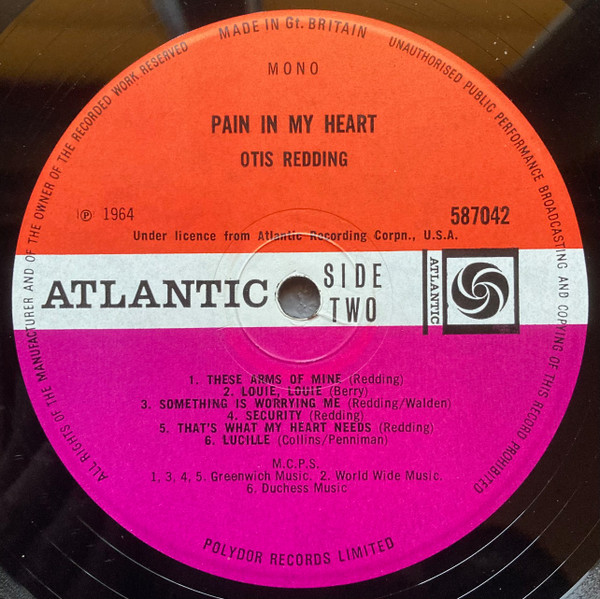 MADE IN Gt. BRITAIN
UNAUTHORISED PUBLIC PERFORMANCE BROADCASTING AND COPYING OF THIS RECORD PROHIBITED
ALL RIGHTS OF THE MANUFACTURER AND OF THE OWNER OF THE RECORDED WORK RESERVED
MONO
PAIN IN MY HEART
OTIS REDDING
℗ 1964
587042
Under licence from Atlantic Recording Corpn., U.S.A.
ATLANTIC
SIDE
TWO
ATLANTIC
1. THESE ARMS OF MINE (Redding)
2. LOUIE, LOUIE (Berry)
3. SOMETHING IS WORRYING ME (Redding/Walden)
4. SECURITY (Redding)
5. THAT'S WHAT MY HEART NEEDS (Redding)
6. LUCILLE (Collins/Penniman)
M.C.P.S.
1, 3, 4, 5. Greenwich Music. 2. World Wide Music.
6. Duchess Music
POLYDOR RECORDS LIMITED